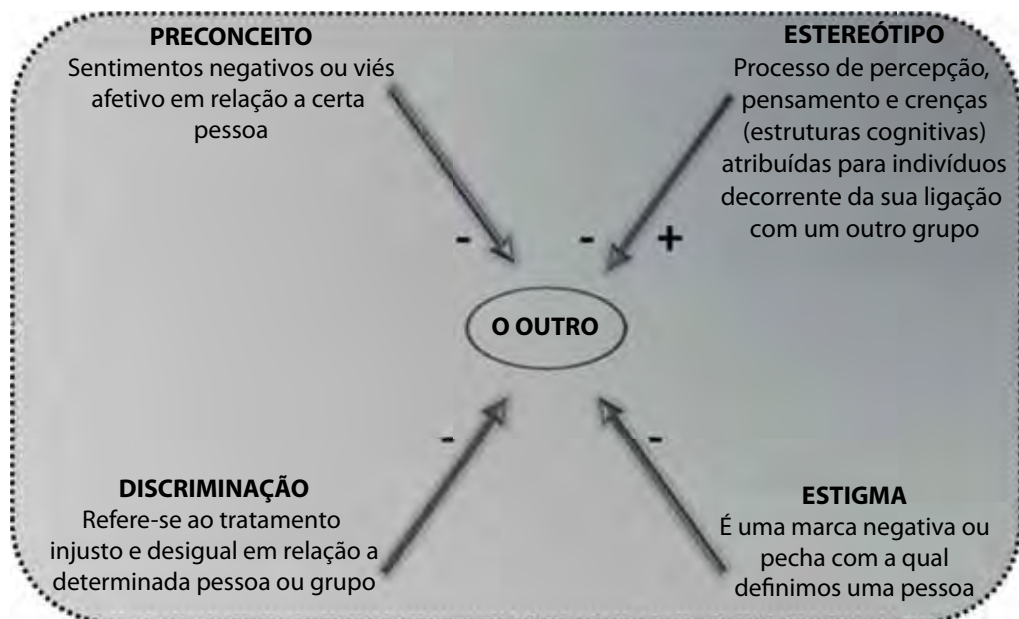 PRECONCEITO
Sentimentos negativos ou viés
afetivo em relação a certa
pessoa
ESTEREÓTIPO
Processo de percepção,
pensamento e crenças
(estruturas cognitivas)
atribuídas para indivíduos
decorrente da sua ligação
com um outro grupo
- - +
O OUTRO
- -
DISCRIMINAÇÃO
Refere-se ao tratamento
injusto e desigual em relação a
determinada pessoa ou grupo
ESTIGMA
É uma marca negativa ou
pecha com a qual
definimos uma pessoa